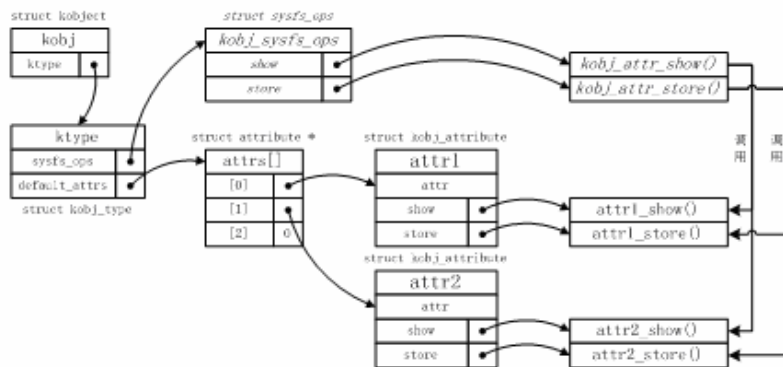 struct kobject
kobj
ktype
struct sysfs_ops
kobj_sysfs_ops
show
store
kobj_attr_show()
kobj_attr_store()
调用
调用
ktype
sysfs_ops
default_attrs
struct kobj_type
struct attribute *
attrs[]
[0]
[1]
[2] 0
struct kobj_attribute
attr1
attr
show
store
attr1_show()
attr1_store()
struct kobj_attribute
attr2
attr
show
store
attr2_show()
attr2_store()